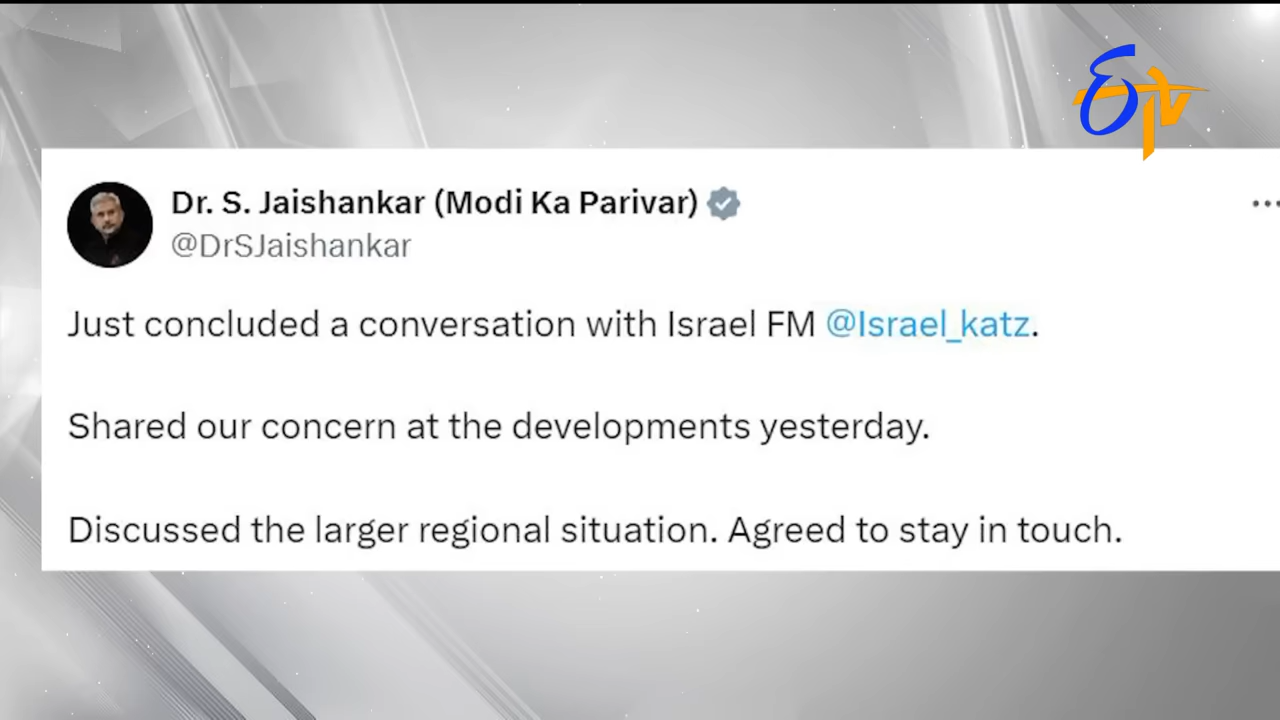 ETV
Dr. S. Jaishankar (Modi Ka Parivar)
@DrSJaishankar
Just concluded a conversation with Israel FM @Israel_katz.
Shared our concern at the developments yesterday.
Discussed the larger regional situation. Agreed to stay in touch.